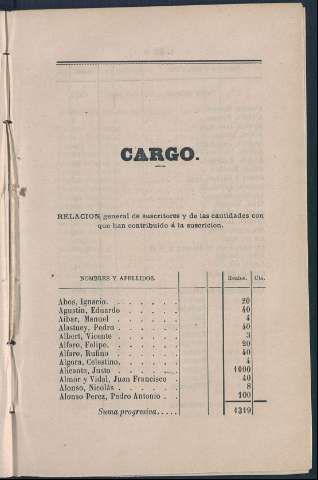 CARGO.
RELACION general de suscritores y de las cantidades con
que han contribuido á la suscricion.
NOMBRES Y APELLIDOS. Reales. Cts.
Abos, Ignacio. . . . . . . 20
Agustin, Eduardo . . . . . 40
Aibar, Manuel . . . . . . 4
Alastuey, Pedro . . . . . . 40
Albert, Vicente . . . . . . 3
Alfaro, Felipe. . . . . . . 20
Alfaro, Rufino . . . . . . 40
Algora, Celestino. . . . . . 4
Alicante, Justo . . . . . . 1000
Almor y Vidal, Juan Francisco 40
Alonso, Nicolás . . . . . . 8
Alonso Perez, Pedro Antonio . 100
Suma progresiva..... 1319